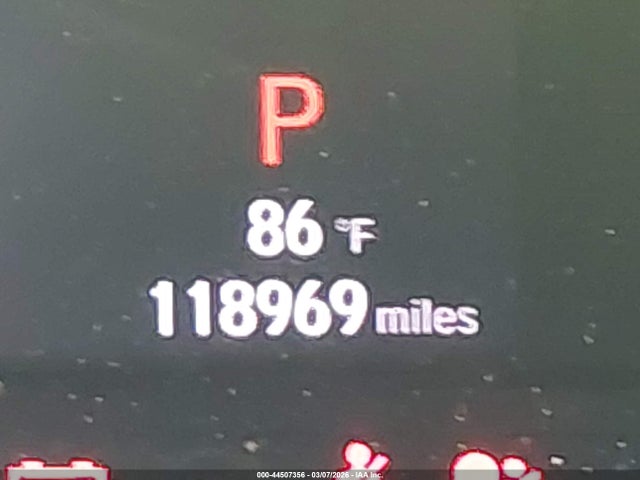 P
86 °F
118969 miles
000-44507356 - 03/07/2026 - IAA Inc.